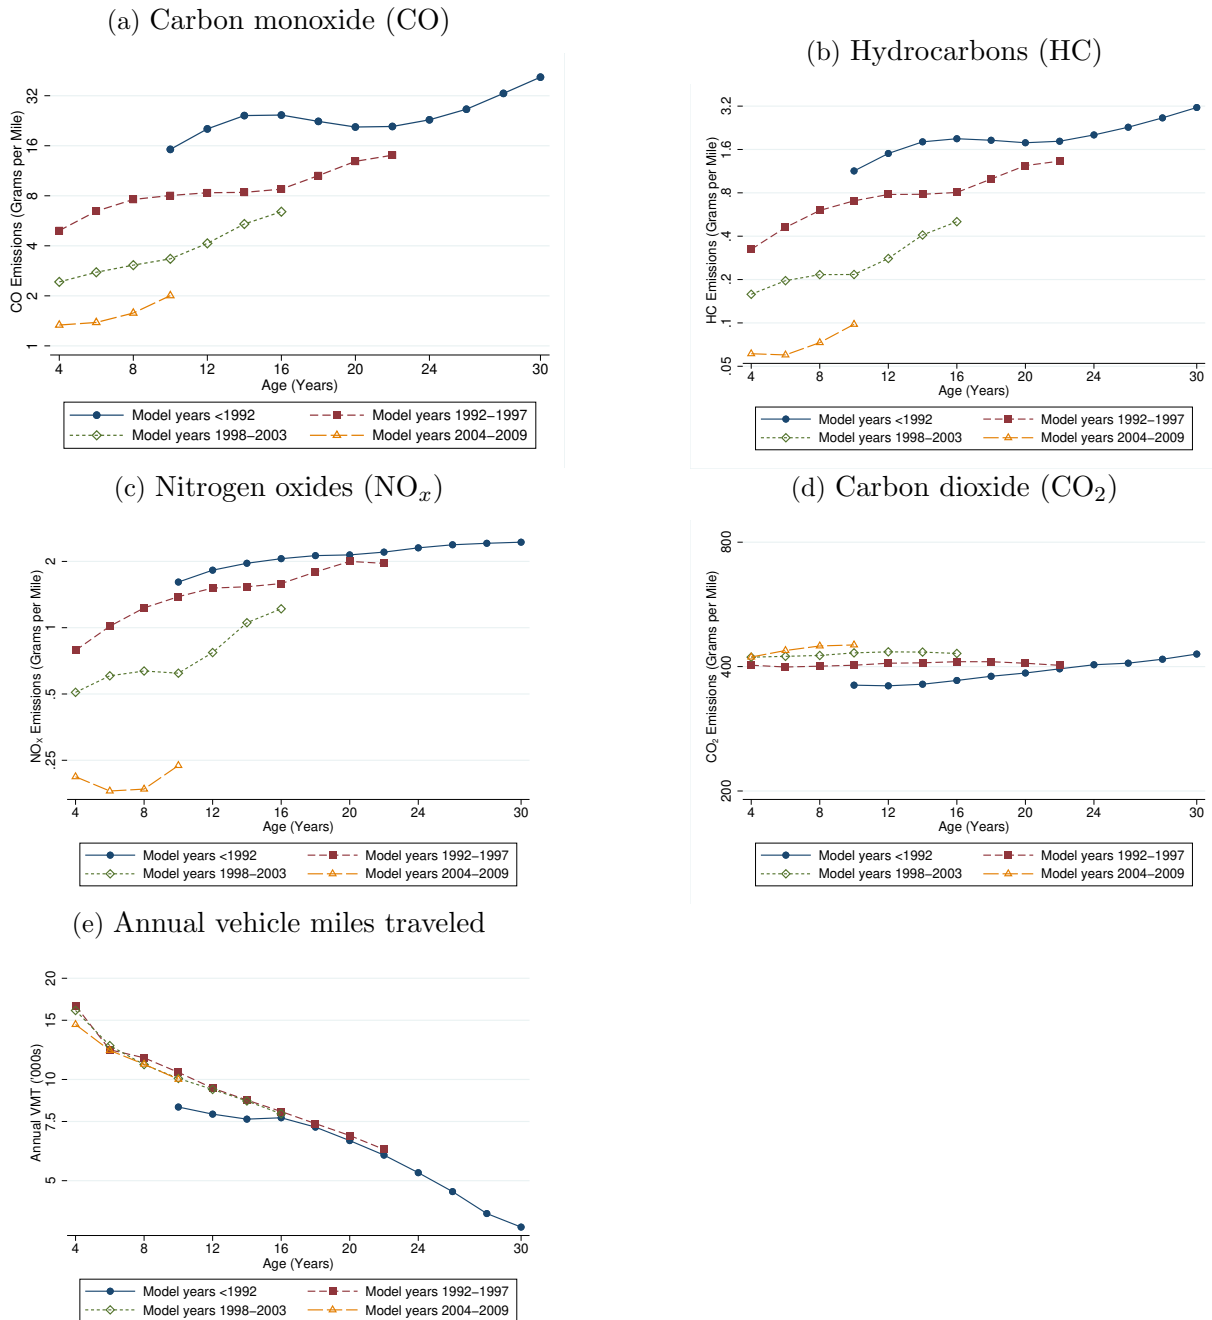 (a) Carbon monoxide (CO)
CO Emissions (Grams per Mile)
32
16
8
4
2
1
4 8 12 16 20 24 30
Age (Years)
Model years <1992 Model years 1992−1997
Model years 1998−2003 Model years 2004−2009
(b) Hydrocarbons (HC)
HC Emissions (Grams per Mile)
3.2
1.6
.8
.4
.2
.1
.05
4 8 12 16 20 24 30
Age (Years)
Model years <1992 Model years 1992−1997
Model years 1998−2003 Model years 2004−2009
(c) Nitrogen oxides (NOₓ)
NOₓ Emissions (Grams per Mile)
2
1
.5
.25
4 8 12 16 20 24 30
Age (Years)
Model years <1992 Model years 1992−1997
Model years 1998−2003 Model years 2004−2009
(d) Carbon dioxide (CO₂)
CO₂ Emissions (Grams per Mile)
800
400
200
4 8 12 16 20 24 30
Age (Years)
Model years <1992 Model years 1992−1997
Model years 1998−2003 Model years 2004−2009
(e) Annual vehicle miles traveled
Annual VMT ('000s)
20
15
10
7.5
5
4 8 12 16 20 24 30
Age (Years)
Model years <1992 Model years 1992−1997
Model years 1998−2003 Model years 2004−2009